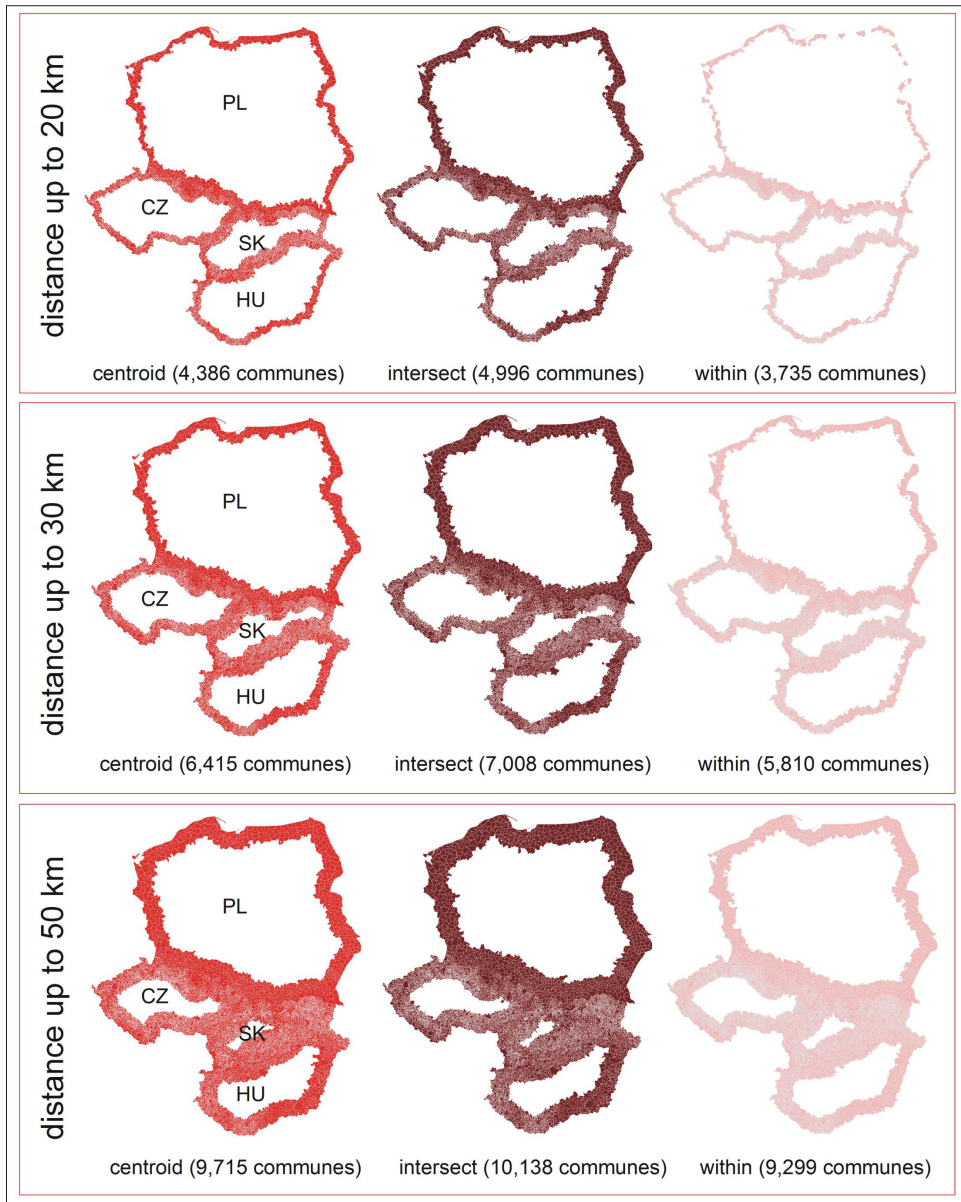 distance up to 20 km
PL
CZ
SK
HU
centroid (4,386 communes)
intersect (4,996 communes)
within (3,735 communes)
distance up to 30 km
PL
CZ
SK
HU
centroid (6,415 communes)
intersect (7,008 communes)
within (5,810 communes)
distance up to 50 km
PL
CZ
SK
HU
centroid (9,715 communes)
intersect (10,138 communes)
within (9,299 communes)